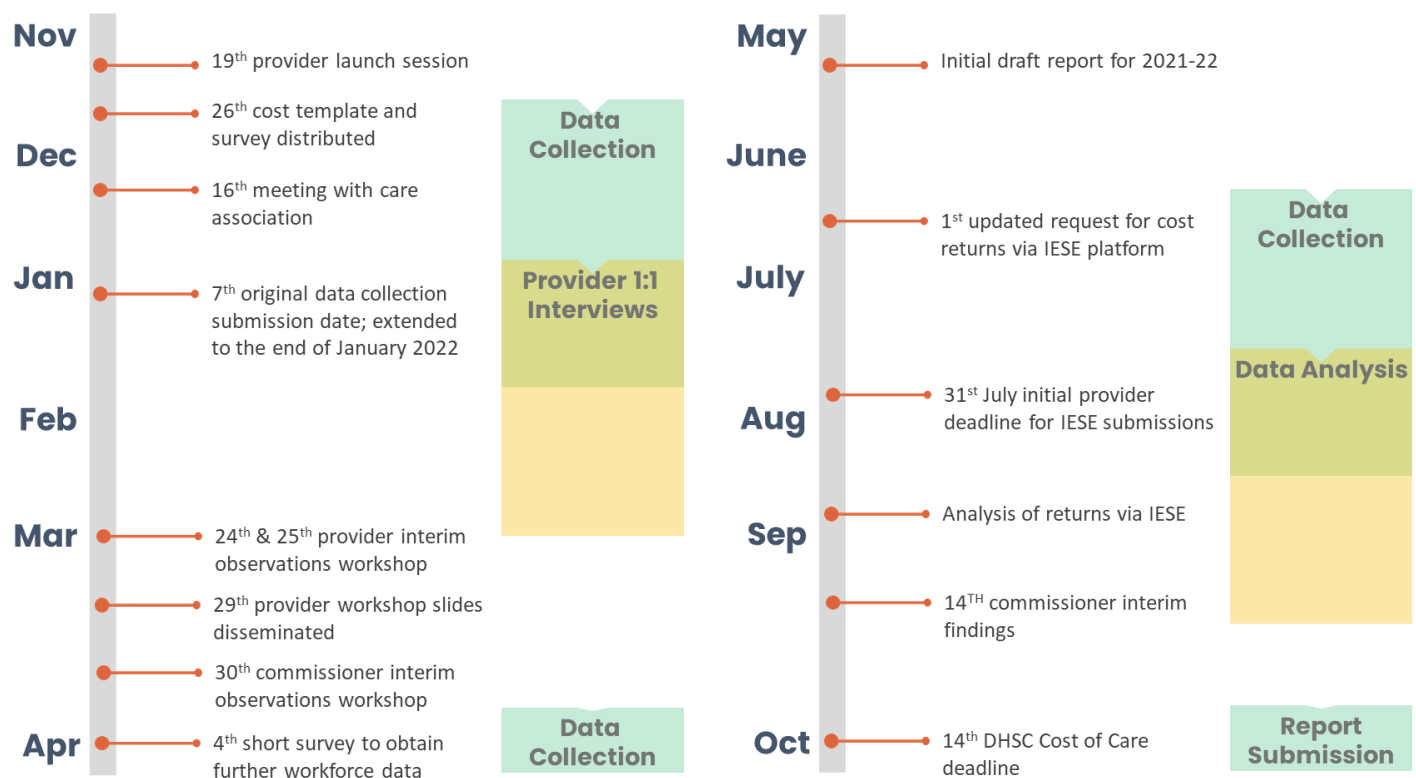 Nov
19th provider launch session
26th cost template and
survey distributed
Dec
16th meeting with care
association
Jan
7th original data collection
submission date; extended
to the end of January 2022
Feb
Mar
24th & 25th provider interim
observations workshop
29th provider workshop slides
disseminated
30th commissioner interim
observations workshop
Apr
4th short survey to obtain
further workforce data
Data
Collection
Provider 1:1
Interviews
Data
Collection
May
Initial draft report for 2021-22
June
1st updated request for cost
returns via IESE platform
July
31st July initial provider
deadline for IESE submissions
Aug
Analysis of returns via IESE
Sep
14TH commissioner interim
findings
Oct
14th DHSC Cost of Care
deadline
Data
Collection
Data Analysis
Report
Submission